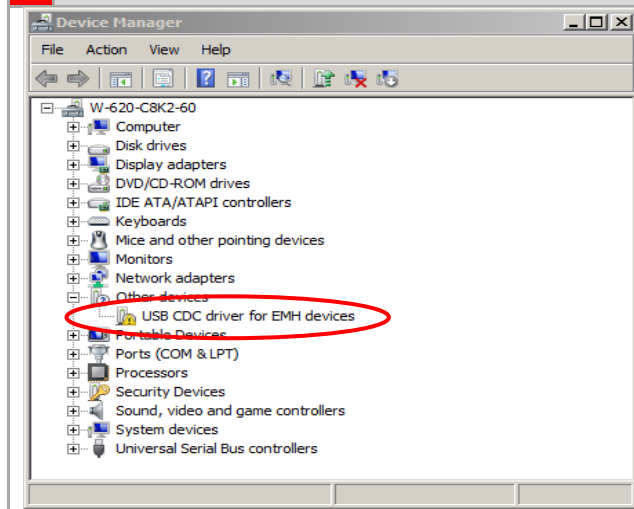 Device Manager
File Action View Help
W-620-C8K2-60
Computer
Disk drives
Display adapters
DVD/CD-ROM drives
IDE ATA/ATAPI controllers
Keyboards
Mice and other pointing devices
Monitors
Network adapters
Other devices
USB CDC driver for EMH devices
Portable Devices
Ports (COM & LPT)
Processors
Security Devices
Sound, video and game controllers
System devices
Universal Serial Bus controllers